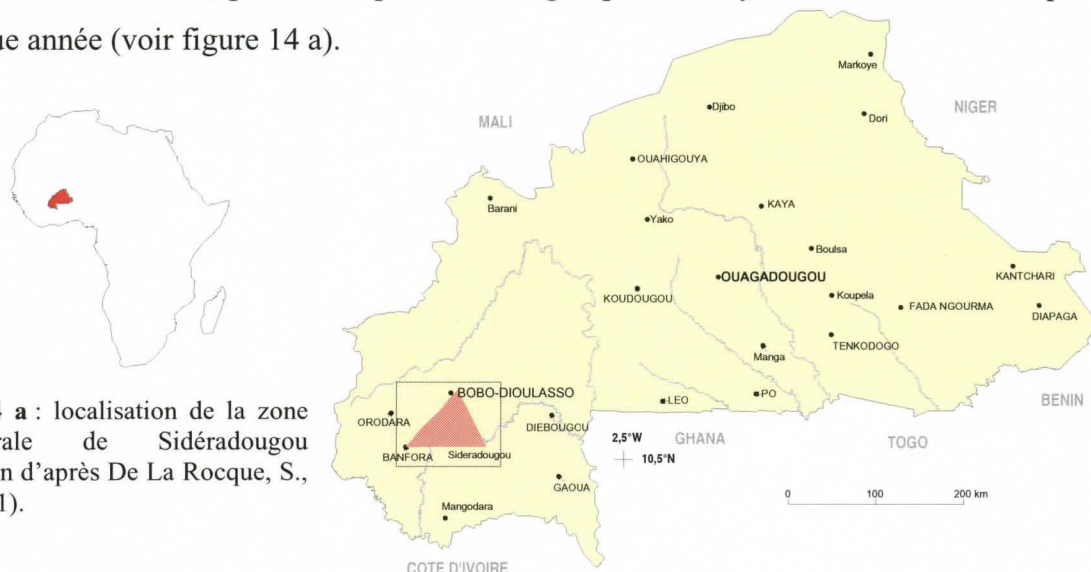 ue année (voir figure 14 a).
Markoye
NIGER
Djibo
Dori
MALI
OUAHIGOUYA
Barani
KAYA
Yako
Boulsa
KANTCHARI
OUAGADOUGOU
KOUDOUGOU
Koupela
FADA NGOURMA
DIAPAGA
TENKODOGO
Manga
BOBO-DIOULASSO
PO
LEO
BENIN
ORODARA
DIEBOUGOU
2,5°W
GHANA
TOGO
BANFORA
Sideradougou
10,5°N
GAOUA
0 100 200 km
Mangodara
COTE D'IVOIRE
a : localisation de la zone
rale de Sidéradougou
n d'après De La Rocque, S.,
1).